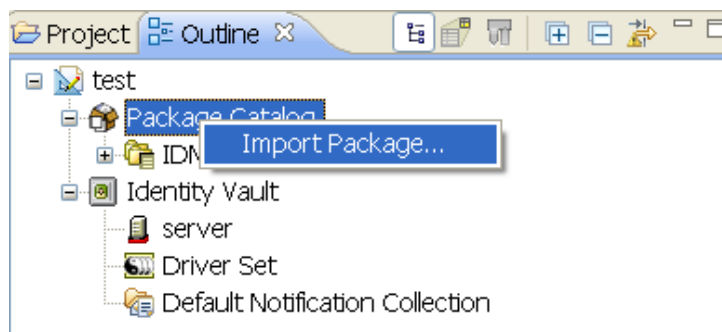 Project Outline
test
Package Catalog
Import Package...
Identity Vault
server
Driver Set
Default Notification Collection